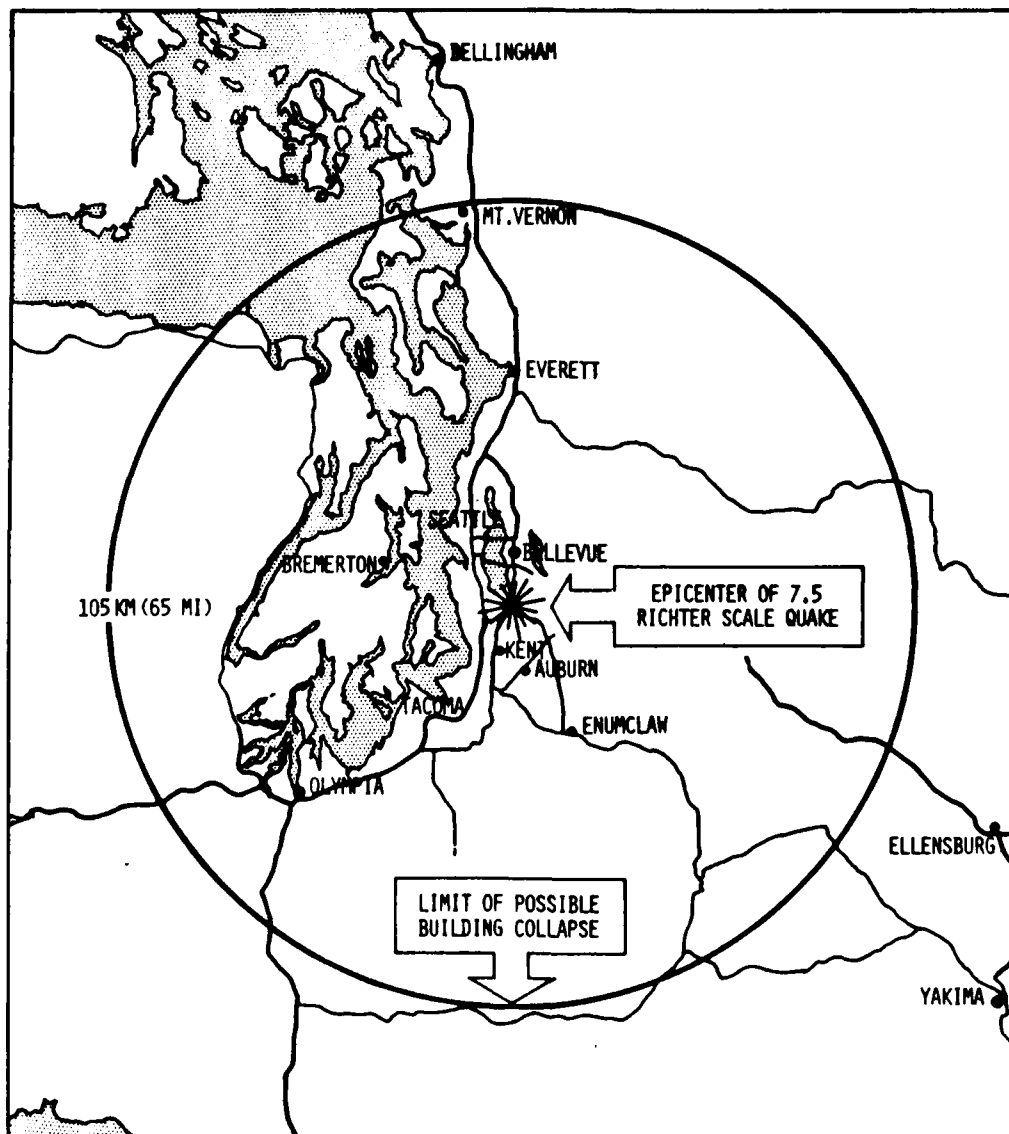 BELLINGHAM
MT.VERNON
EVERETT
SEATTLE
BELLEVUE
BREMERTON
EPICENTER OF 7.5
RICHTER SCALE QUAKE
105 KM (65 MI)
KENT
AUBURN
TACOMA
ENUMCLAW
OLYMPIA
ELLENSBURG
LIMIT OF POSSIBLE
BUILDING COLLAPSE
YAKIMA